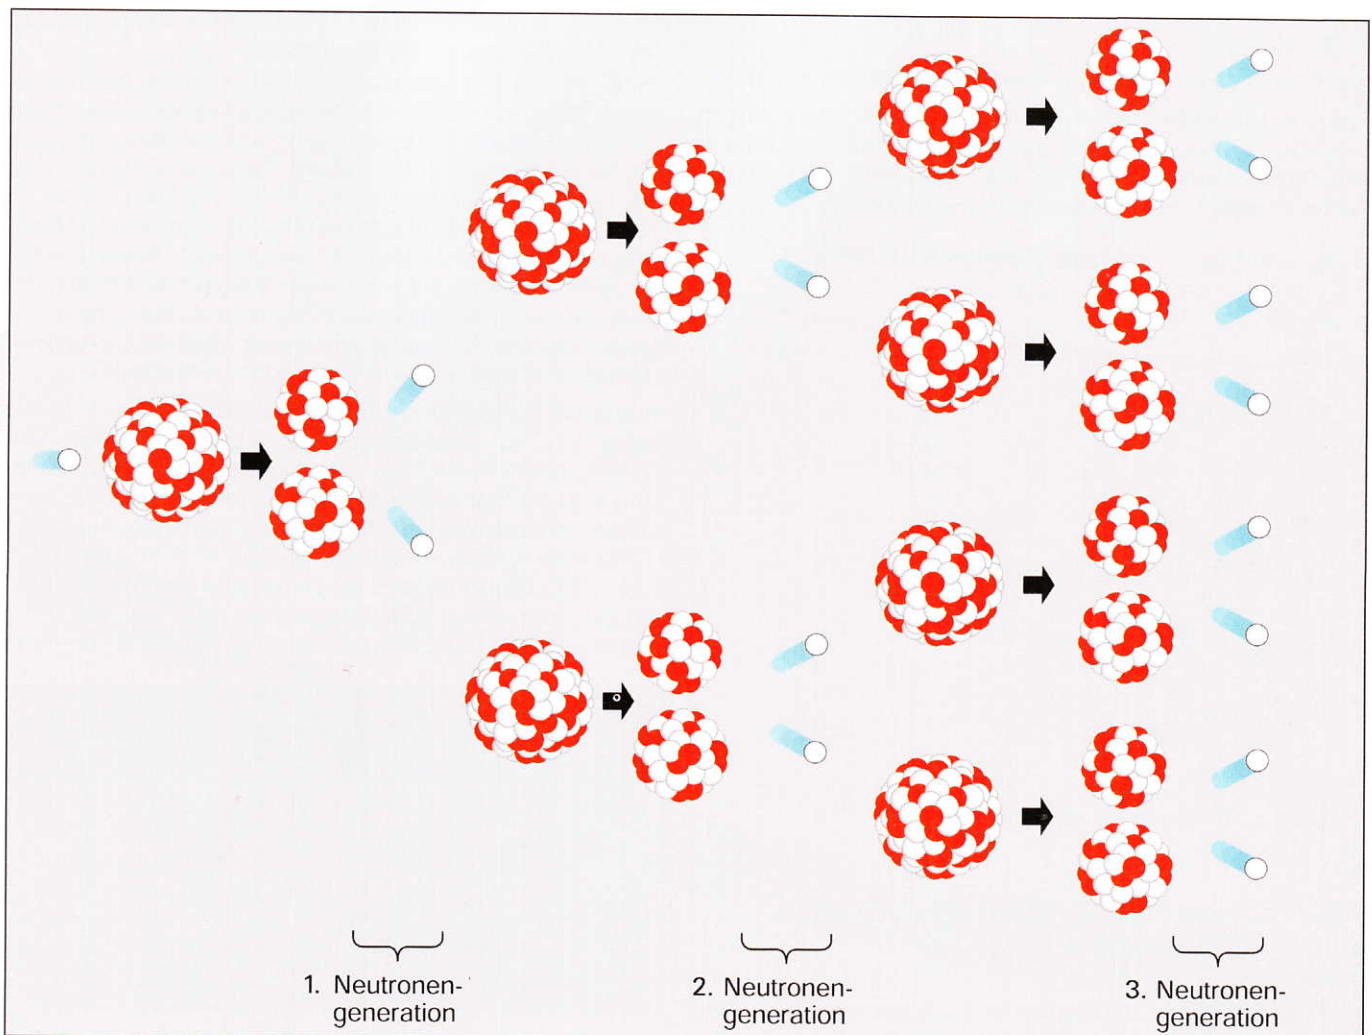 1. Neutronen-
generation
2. Neutronen-
generation
3. Neutronen-
generation